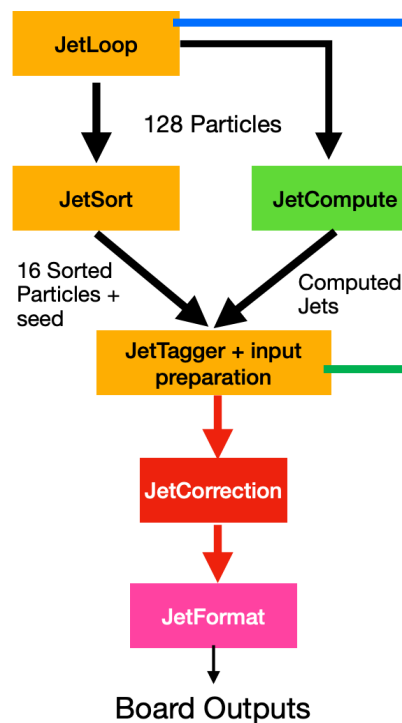 JetLoop
128 Particles
JetSort
JetCompute
16 Sorted
Particles +
seed
Computed
Jets
JetTagger + input
preparation
JetCorrection
JetFormat
Board Outputs